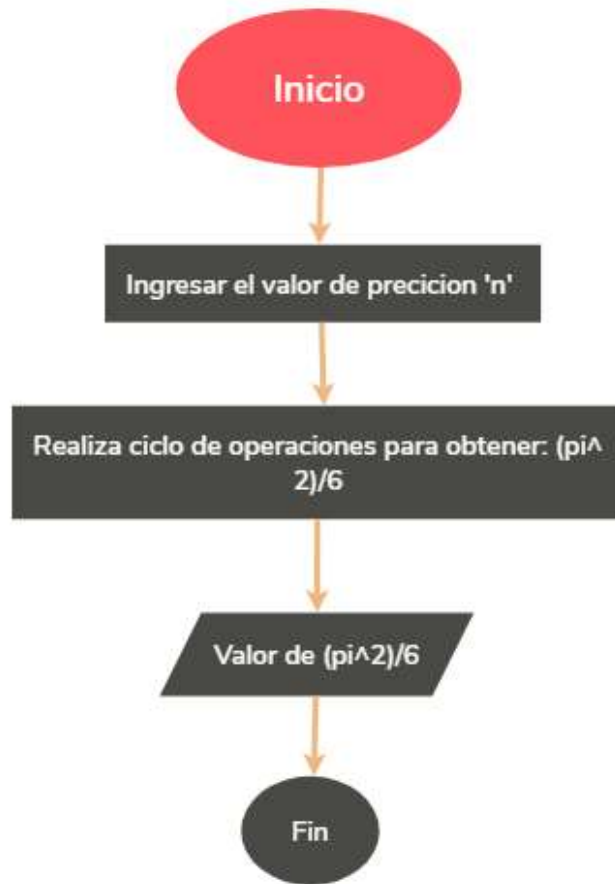 Inicio
Ingresar el valor de precicion 'n'
Realiza ciclo de operaciones para obtener: (pi^
2)/6
Valor de (pi^2)/6
Fin